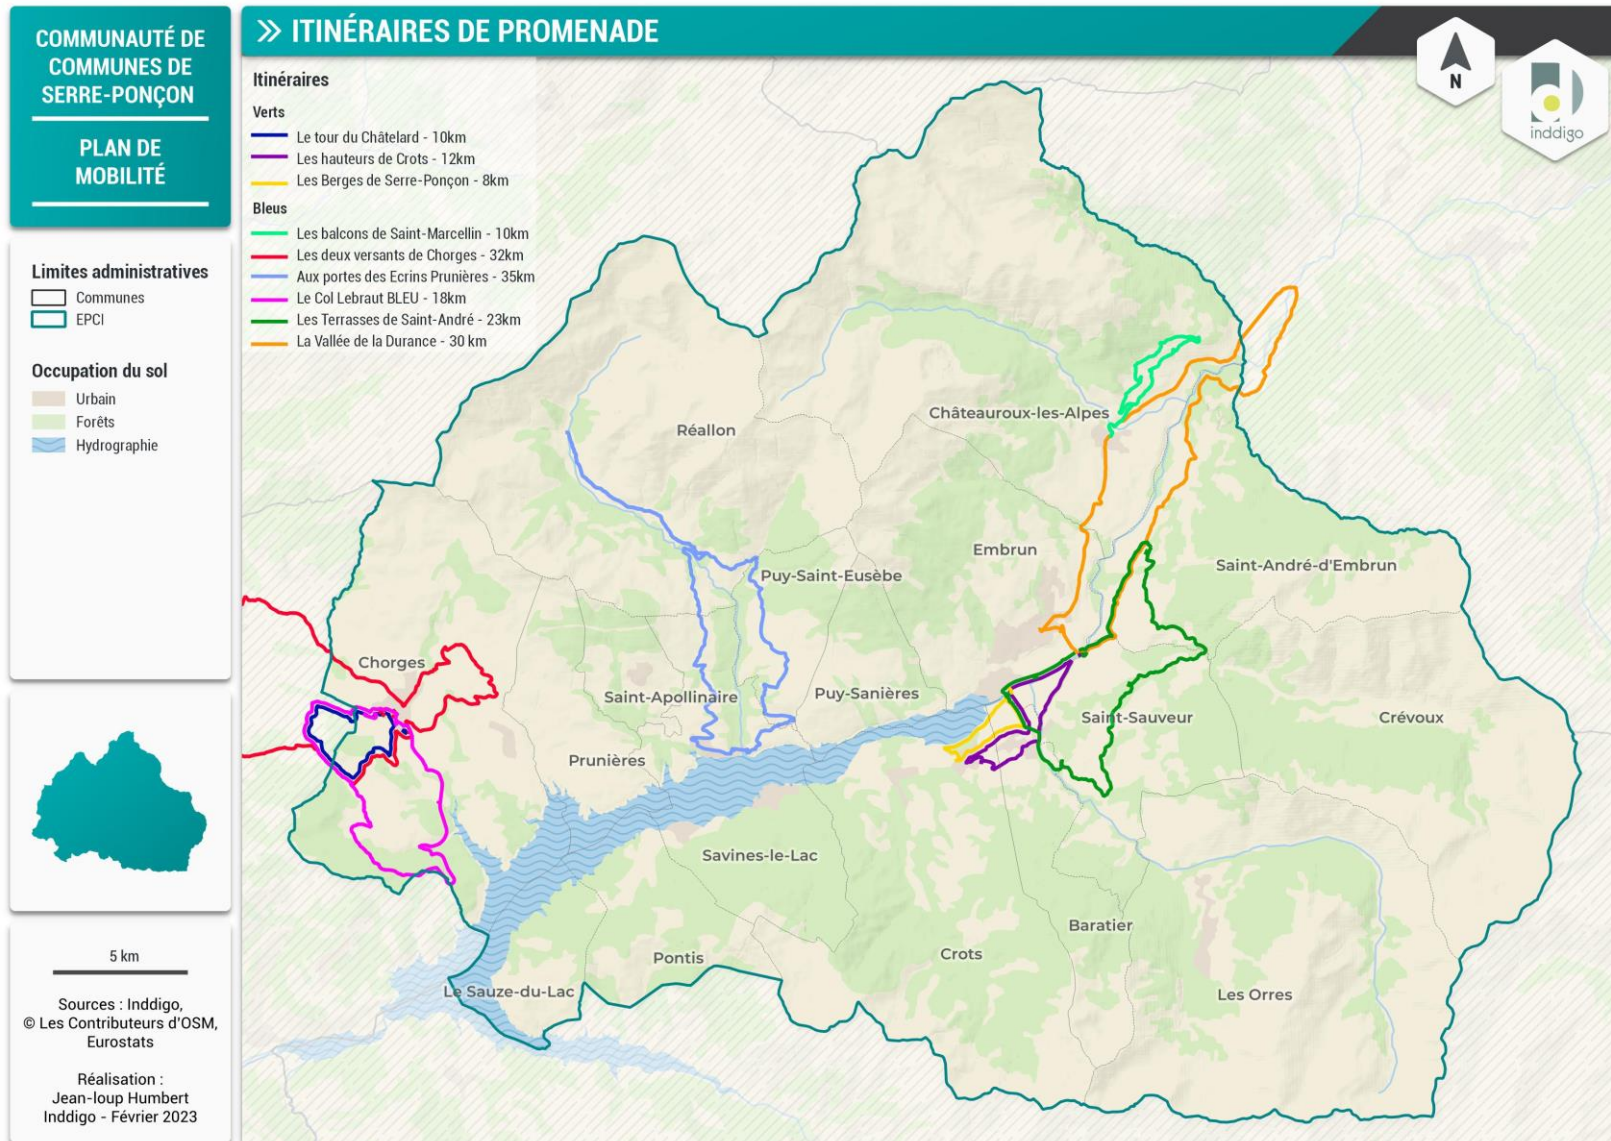 COMMUNAUTÉ DE
COMMUNES DE
SERRE-PONÇON
PLAN DE
MOBILITÉ
Limites administratives
Communes
EPCI
Occupation du sol
Urbain
Forêts
Hydrographie
5 km
Sources : Inddigo,
© Les Contributeurs d'OSM,
Eurostats
Réalisation :
Jean-loup Humbert
Inddigo - Février 2023
» ITINÉRAIRES DE PROMENADE
N
inddigo
Itinéraires
Verts
Le tour du Châtelard - 10km
Les hauteurs de Crots - 12km
Les Berges de Serre-Ponçon - 8km
Bleus
Les balcons de Saint-Marcellin - 10km
Les deux versants de Chorges - 32km
Aux portes des Ecrins Prunières - 35km
Le Col Lebraut BLEU - 18km
Les Terrasses de Saint-André - 23km
La Vallée de la Durance - 30 km
Châteauroux-les-Alpes
Réallon
Embrun
Saint-André-d'Embrun
Puy-Saint-Eusèbe
Chorges
Saint-Apollinaire
Puy-Sanières
Saint-Sauveur
Crévoux
Prunières
Savines-le-Lac
Baratier
Crots
Pontis
Le Sauze-du-Lac
Les Orres